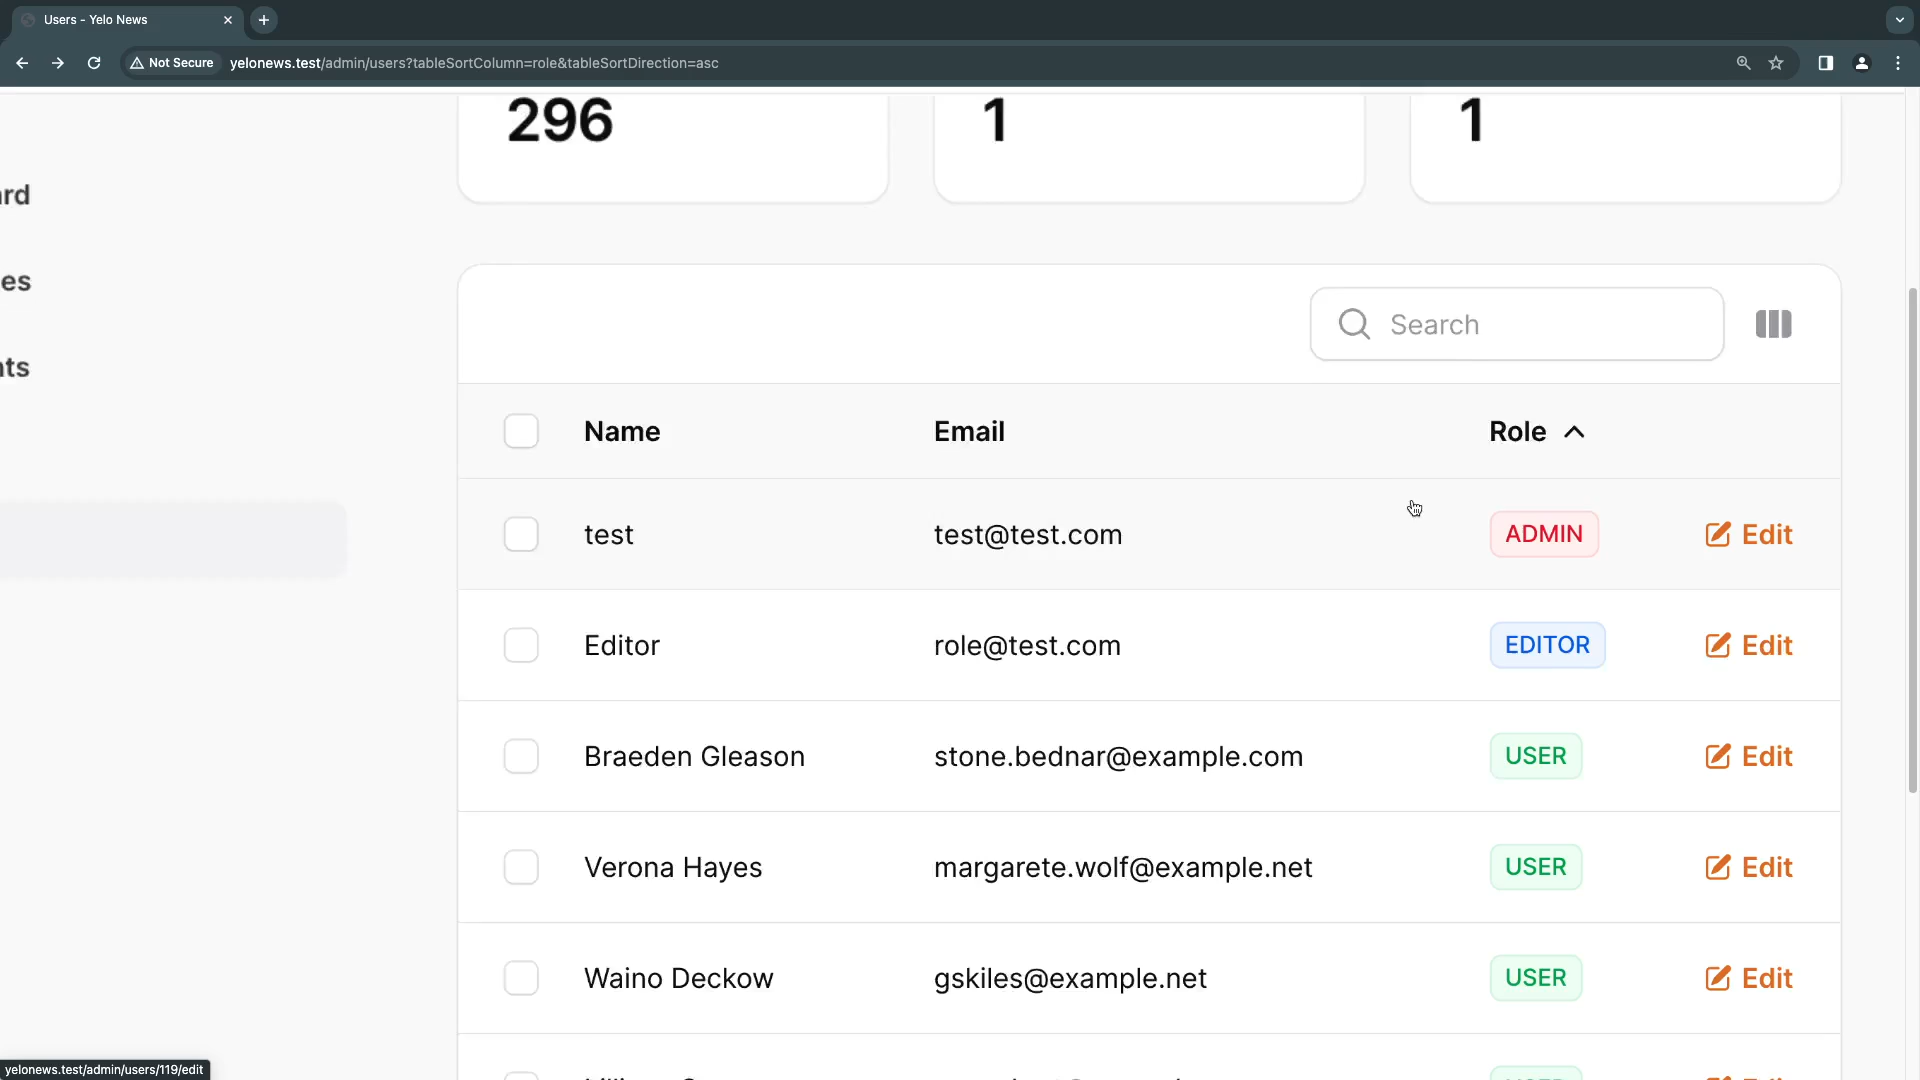 Users - Yelo News
Not Secure
yelonews.test/admin/users?tableSortColumn=role&tableSortDirection=asc
296
1
1
ard
es
nts
Search
Name Email Role
test test@test.com ADMIN Edit
Editor role@test.com EDITOR Edit
Braeden Gleason stone.bednar@example.com USER Edit
Verona Hayes margarete.wolf@example.net USER Edit
Waino Deckow gskiles@example.net USER Edit
yelonews.test/admin/users/119/edit